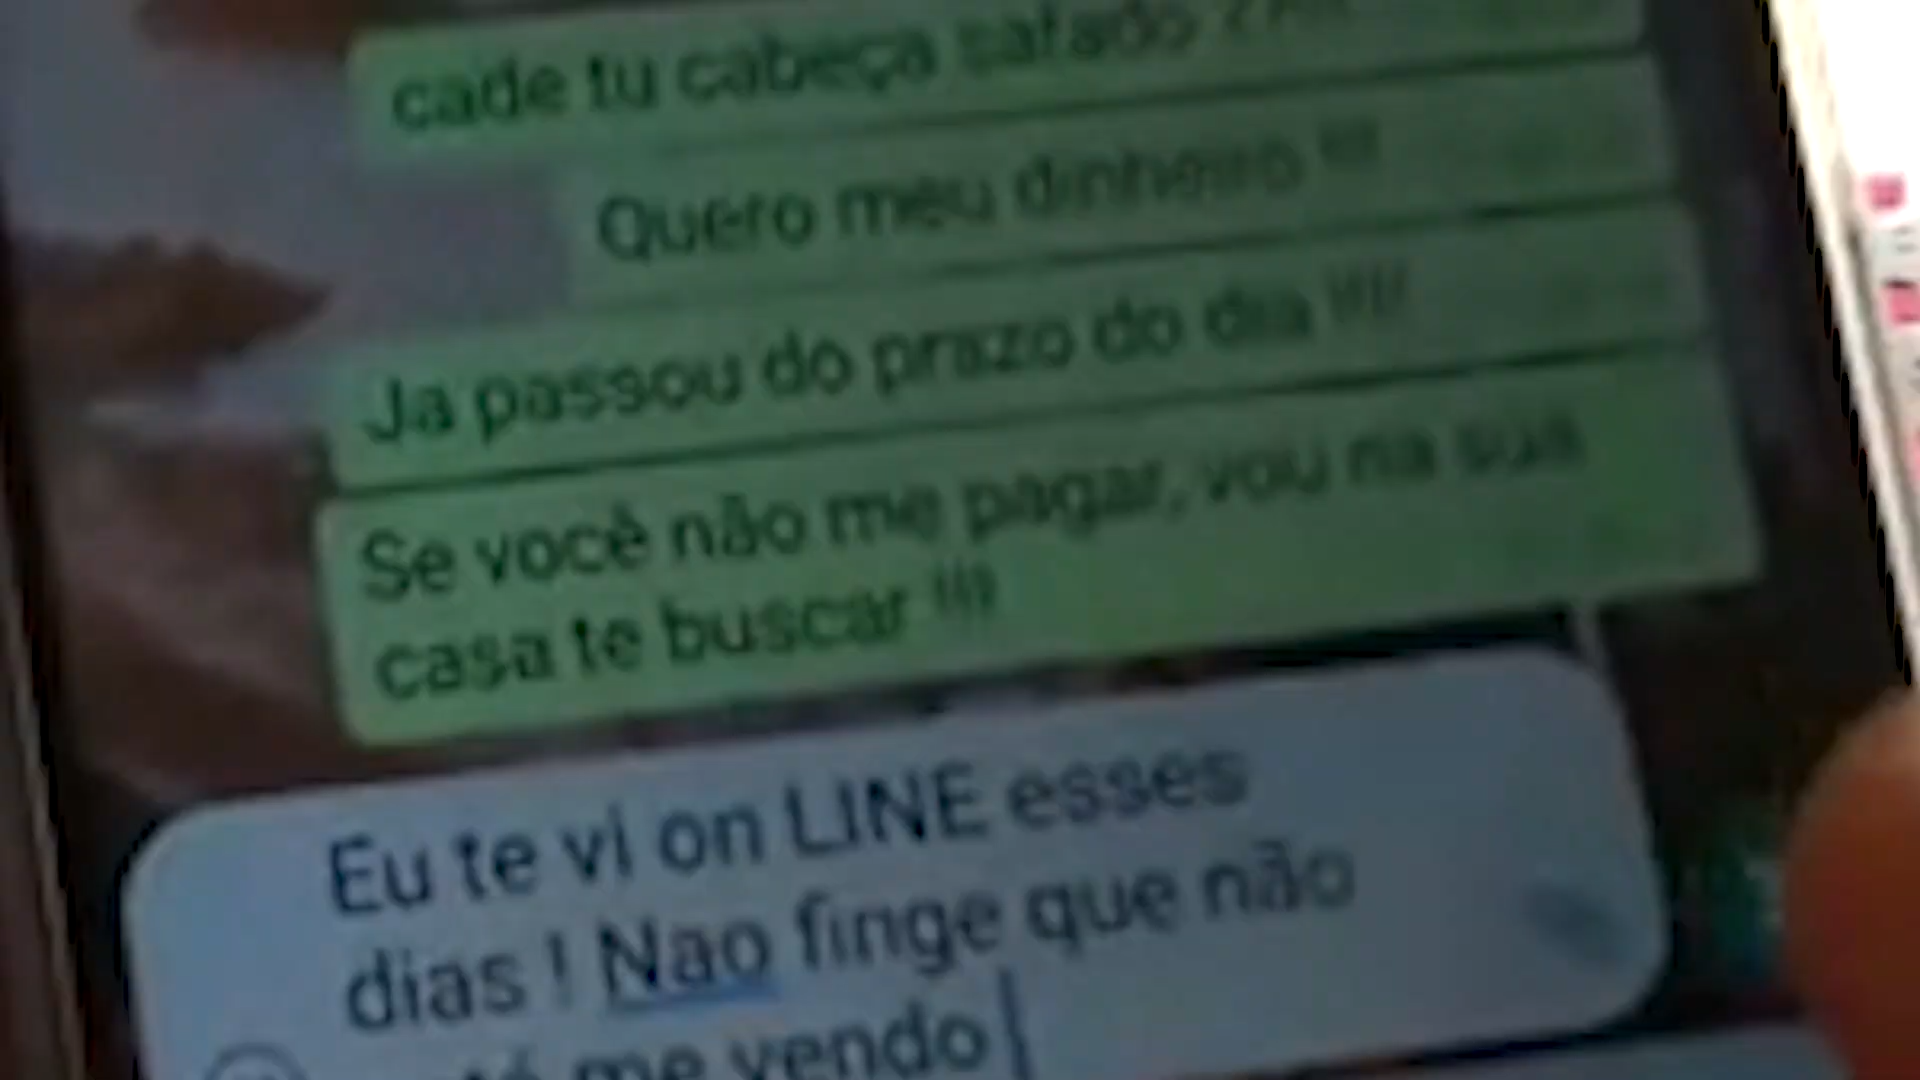 cade tu cabeça safado ???
Quero meu dinheiro !!!
Ja passou do prazo do dia !!!!
Se você não me pagar, vou na sua
casa te buscar !!!!
Eu te vi on LINE esses
dias ! Nao finge que não
tá me vendo